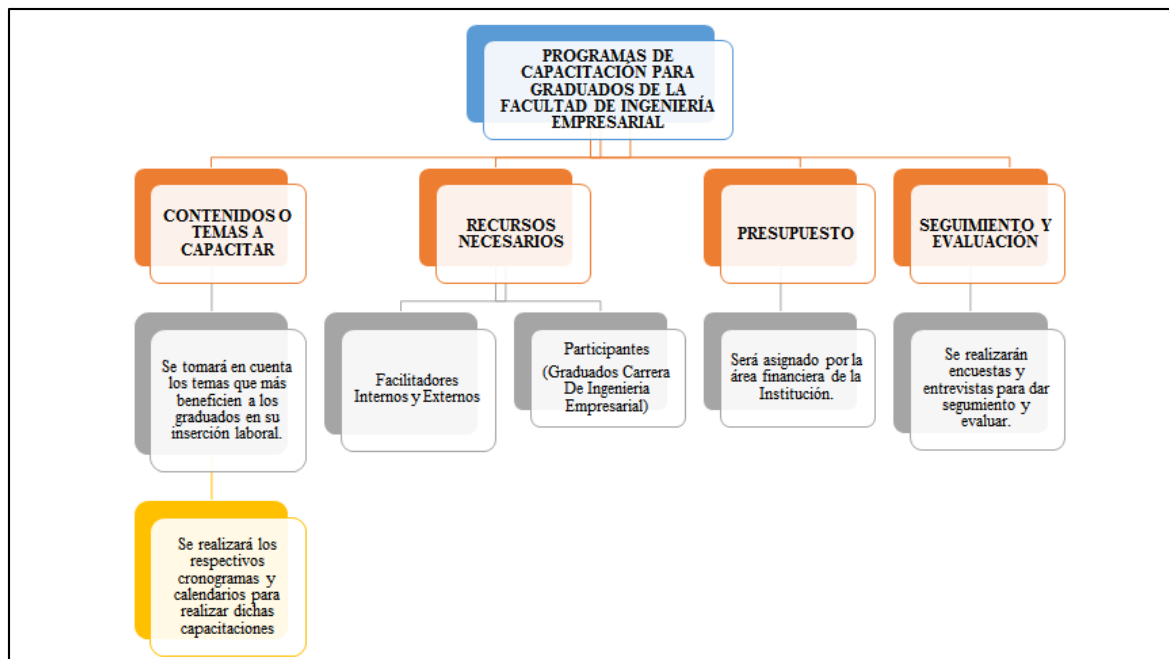 PROGRAMAS DE
CAPACITACIÓN PARA
GRADUADOS DE LA
FACULTAD DE INGENIERÍA
EMPRESARIAL
CONTENIDOS O
TEMAS A
CAPACITAR
RECURSOS
NECESARIOS
PRESUPUESTO
SEGUIMIENTO Y
EVALUACIÓN
Se tomará en cuenta
los temas que más
beneficien a los
graduados en su
inserción laboral.
Facilitadores
Internos y Externos
Participantes
(Graduados Carrera
De Ingenieria
Empresarial)
Será asignado por la
área financiera de la
Institución.
Se realizarán
encuestas y
entrevistas para dar
segumiento y
evaluar.
Se realizará los
respectivos
cronogramas y
calendarios para
realizar dichas
capacitaciones